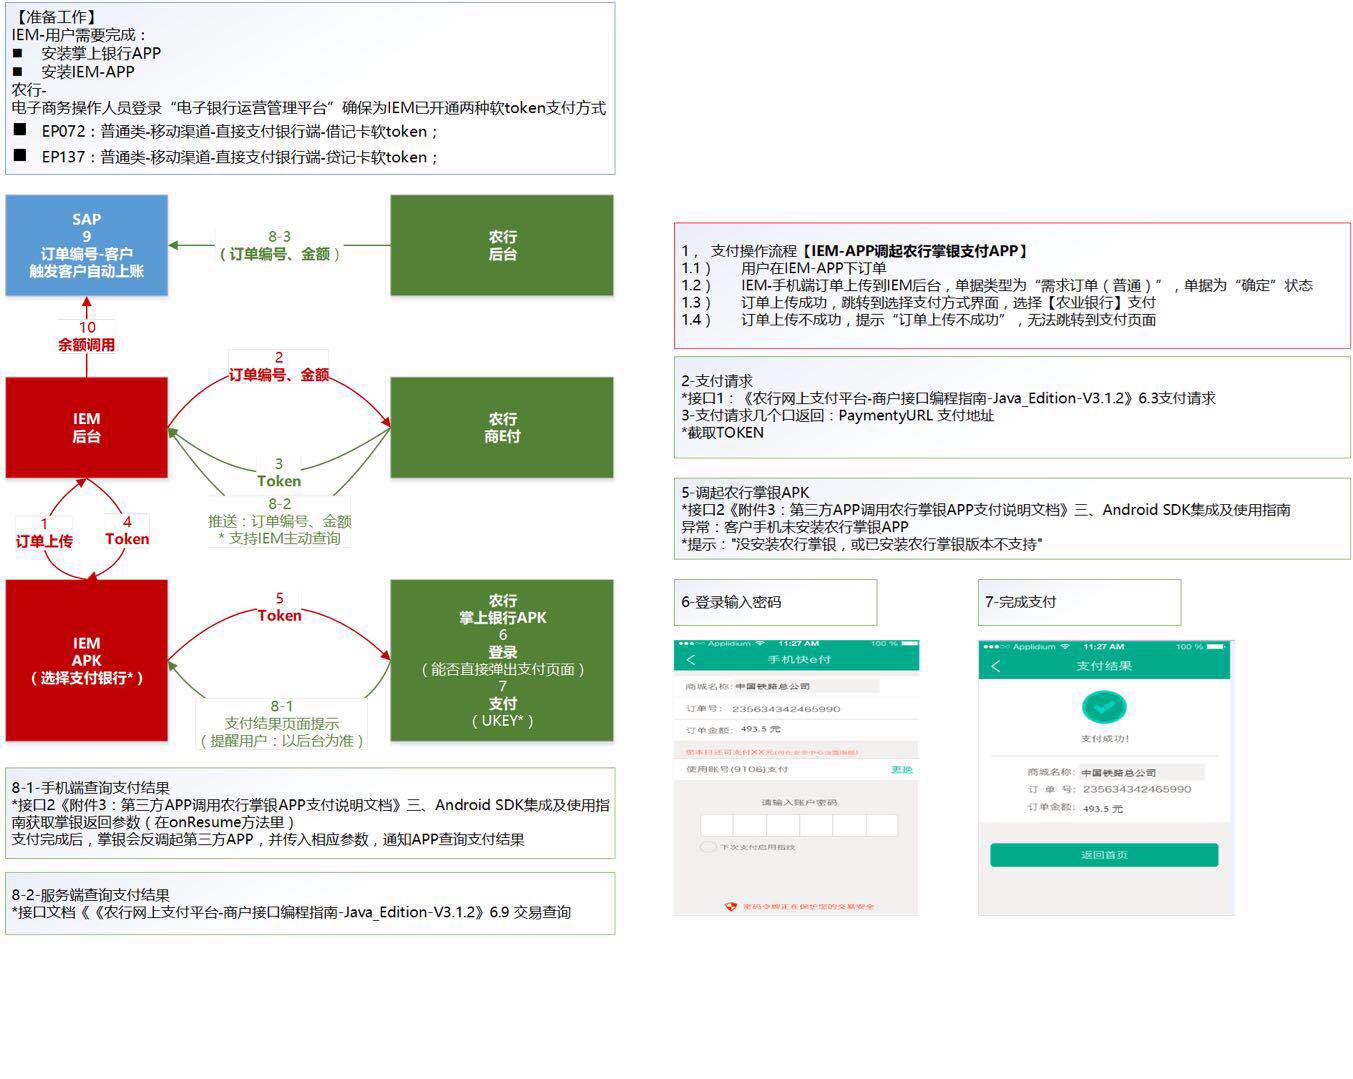 【准备工作】
IEM-用户需要完成：
■ 安装掌上银行APP
■ 安装IEM-APP
农行-
电子商务操作人员登录“电子银行运营管理平台”确保为IEM已开通两种软token支付方式
■ EP072：普通类-移动渠道-直接支付银行端-借记卡软token；
■ EP137：普通类-移动渠道-直接支付银行端-贷记卡软token；
SAP
9
订单编号-客户
触发客户自动上账
8-3
（订单编号、金额）
农行
后台
10
余额调用
2
订单编号、金额
IEM
后台
农行
商E付
3
Token
8-2
推送：订单编号、金额
* 支持IEM主动查询
1
订单上传
4
Token
IEM
APK
（选择支付银行*）
5
Token
8-1
支付结果页面提示
（提醒用户：以后台为准）
农行
掌上银行APK
6
登录
（能否直接弹出支付页面）
7
支付
（UKEY*）
8-1-手机端查询支付结果
*接口2《附件3：第三方APP调用农行掌银APP支付说明文档》三、Android SDK集成及使用指
南获取掌银返回参数（在onResume方法里）
支付完成后，掌银会反调起第三方APP，并传入相应参数，通知APP查询支付结果
8-2-服务端查询支付结果
*接口文档《《农行网上支付平台-商户接口编程指南-Java_Edition-V3.1.2》6.9 交易查询
1， 支付操作流程【IEM-APP调起农行掌银支付APP】
1.1） 用户在IEM-APP下订单
1.2） IEM-手机端订单上传到IEM后台，单据类型为“需求订单（普通）”，单据为“确定”状态
1.3） 订单上传成功，跳转到选择支付方式界面，选择【农业银行】支付
1.4） 订单上传不成功，提示“订单上传不成功”，无法跳转到支付页面
2-支付请求
*接口1：《农行网上支付平台-商户接口编程指南-Java_Edition-V3.1.2》6.3支付请求
3-支付请求几个口返回：PaymentyURL 支付地址
*截取TOKEN
5-调起农行掌银APK
*接口2《附件3：第三方APP调用农行掌银APP支付说明文档》三、Android SDK集成及使用指南
异常：客户手机未安装农行掌银APP
*提示："没安装农行掌银，或已安装农行掌银版本不支持"
6-登录输入密码
Applidium 11:27 AM 100 %
手机快e付
商城名称: 中国铁路总公司
订单号: 235634342465990
订单金额: 493.5 元
您本日还可支付XX元(可在安全中心设置限额)
使用账号(9106)支付 更换
请输入账户密码
下次支付启用指纹
密码令牌正在保护您的交易安全
7-完成支付
Applidium 11:27 AM 100 %
支付结果
支付成功!
商城名称: 中国铁路总公司
订 单 号: 235634342465990
订单金额: 493.5 元
返回首页